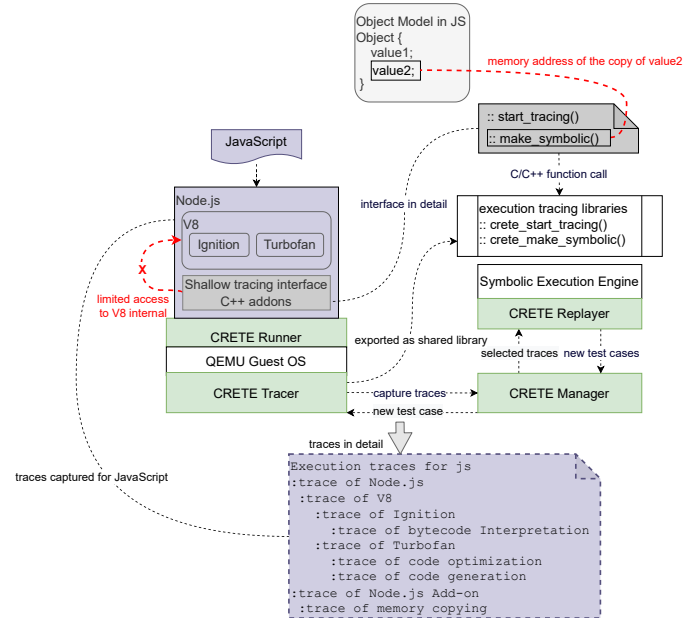 Object Model in JS
Object {
value1;
value2;
}
memory address of the copy of value2
:: start_tracing()
:: make_symbolic()
JavaScript
C/C++ function call
Node.js
V8
Ignition
Turbofan
interface in detail
execution tracing libraries
:: crete_start_tracing()
:: crete_make_symbolic()
X
Shallow tracing interface
C++ addons
limited access
to V8 internal
Symbolic Execution Engine
CRETE Replayer
CRETE Runner
exported as shared library
selected traces
new test cases
QEMU Guest OS
CRETE Tracer
capture traces
CRETE Manager
new test case
traces in detail
traces captured for JavaScript
Execution traces for js
:trace of Node.js
:trace of V8
:trace of Ignition
:trace of bytecode Interpretation
:trace of Turbofan
:trace of code optimization
:trace of code generation
:trace of Node.js Add-on
:trace of memory copying